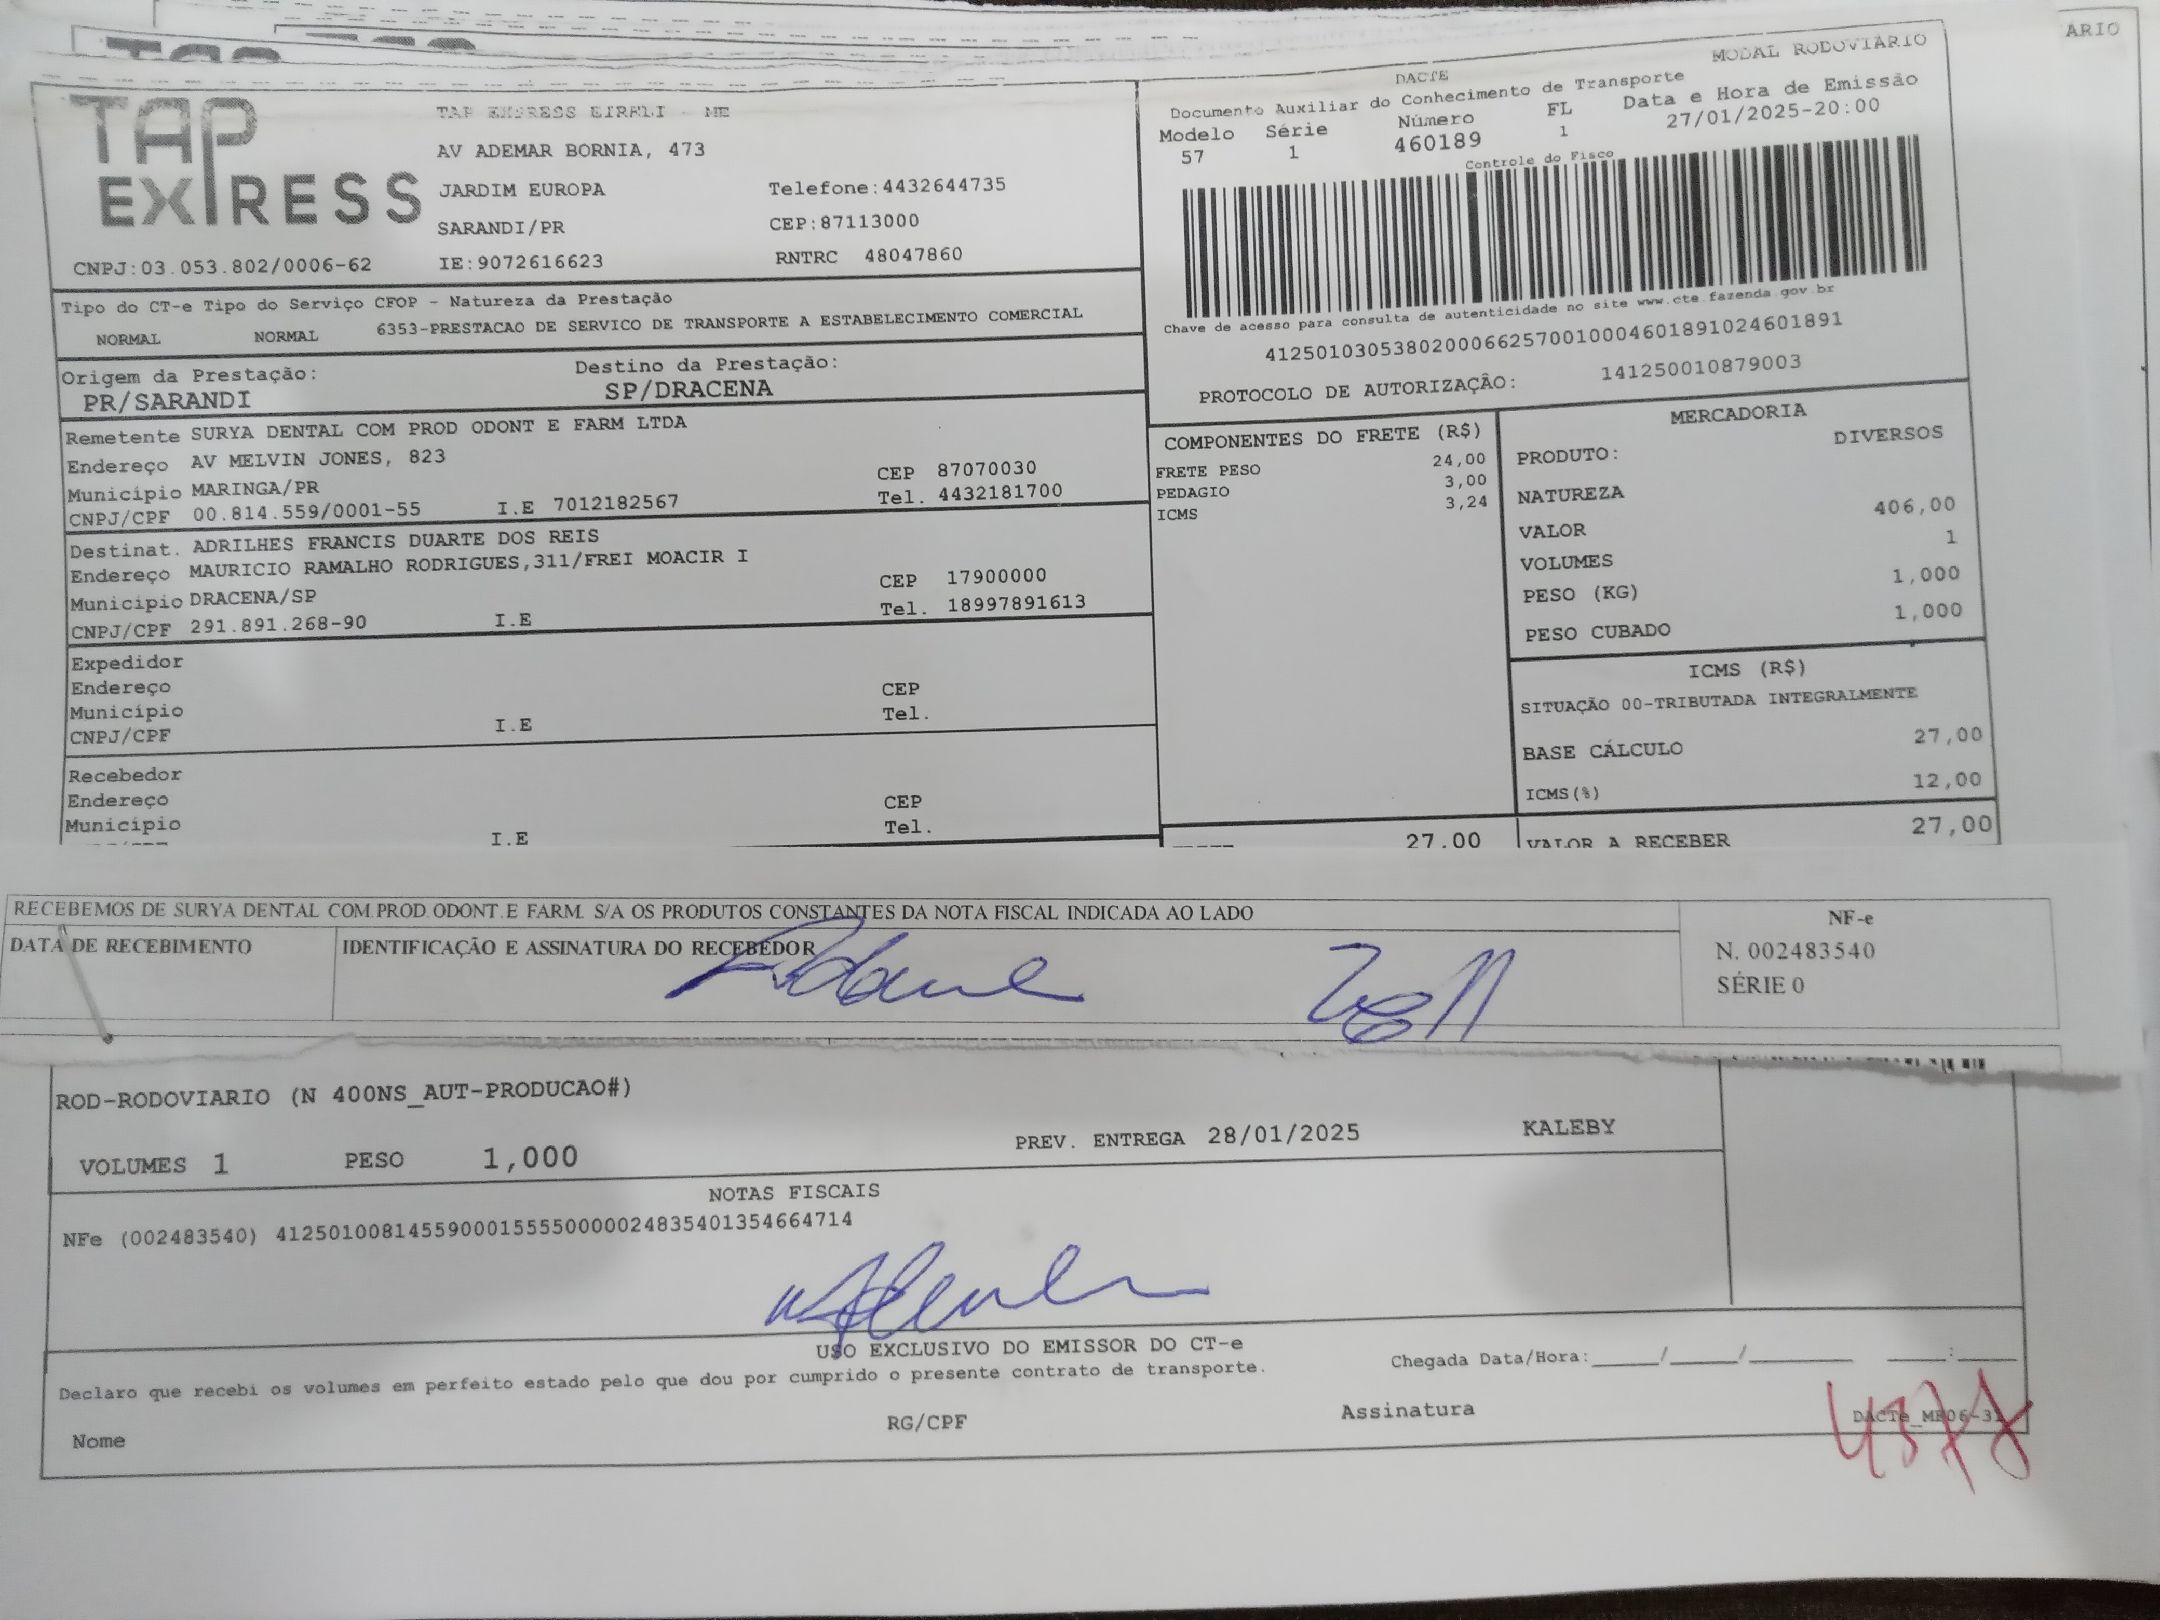 ARIO
MODAL RODOVIARIO
DACTE
Documento Auxiliar do Conhecimento de Transporte
Modelo Série Número FL Data e Hora de Emissão
57 1 460189 1 27/01/2025-20:00
Controle do Fisco
TAP EXPRESS
TAP EXPRESS EIRELI - ME
AV ADEMAR BORNIA, 473
JARDIM EUROPA Telefone:4432644735
SARANDI/PR CEP:87113000
CNPJ:03.053.802/0006-62 IE:9072616623 RNTRC 48047860
Chave de acesso para consulta de autenticidade no site www.cte.fazenda.gov.br
41250103053802000662570010004601891024601891
PROTOCOLO DE AUTORIZAÇÃO: 141250010879003
Tipo do CT-e Tipo do Serviço CFOP - Natureza da Prestação
NORMAL NORMAL 6353-PRESTACAO DE SERVICO DE TRANSPORTE A ESTABELECIMENTO COMERCIAL
Origem da Prestação: Destino da Prestação:
PR/SARANDI SP/DRACENA
Remetente SURYA DENTAL COM PROD ODONT E FARM LTDA
Endereço AV MELVIN JONES, 823 CEP 87070030
Município MARINGA/PR Tel. 4432181700
CNPJ/CPF 00.814.559/0001-55 I.E 7012182567
Destinat. ADRILHES FRANCIS DUARTE DOS REIS
Endereço MAURICIO RAMALHO RODRIGUES,311/FREI MOACIR I CEP 17900000
Município DRACENA/SP Tel. 18997891613
CNPJ/CPF 291.891.268-90 I.E
Expedidor
Endereço CEP
Município Tel.
CNPJ/CPF I.E
Recebedor
Endereço CEP
Município Tel.
I.E
COMPONENTES DO FRETE (R$)
FRETE PESO 24,00
PEDAGIO 3,00
ICMS 3,24
27,00
MERCADORIA
PRODUTO: DIVERSOS
NATUREZA
VALOR 406,00
VOLUMES 1
PESO (KG) 1,000
PESO CUBADO 1,000
ICMS (R$)
SITUAÇÃO 00-TRIBUTADA INTEGRALMENTE
BASE CÁLCULO 27,00
ICMS(%) 12,00
VALOR A RECEBER 27,00
RECEBEMOS DE SURYA DENTAL COM.PROD.ODONT.E FARM. S/A OS PRODUTOS CONSTANTES DA NOTA FISCAL INDICADA AO LADO
DATA DE RECEBIMENTO IDENTIFICAÇÃO E ASSINATURA DO RECEBEDOR
NF-e
N. 002483540
SÉRIE 0
ROD-RODOVIARIO (N 400NS_AUT-PRODUCAO#)
VOLUMES 1 PESO 1,000 PREV. ENTREGA 28/01/2025 KALEBY
NOTAS FISCAIS
NFe (002483540) 41250100814559000155550000024835401354664714
USO EXCLUSIVO DO EMISSOR DO CT-e
Declaro que recebi os volumes em perfeito estado pelo que dou por cumprido o presente contrato de transporte. Chegada Data/Hora:_____/_____/________ ____:____
Nome RG/CPF Assinatura